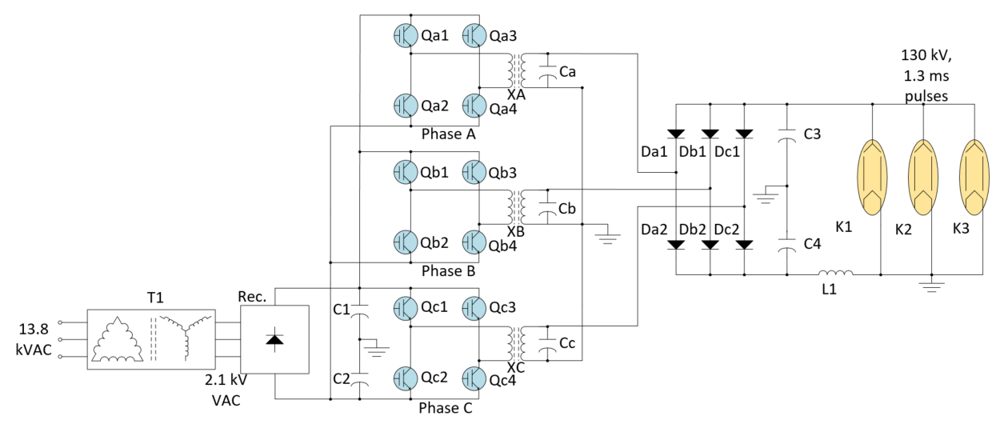 Qa1
Qa3
Qa2
Qa4
XA
Ca
Phase A
Qb1
Qb3
Qb2
Qb4
XB
Cb
Phase B
T1
13.8
kVAC
Rec.
2.1 kV
VAC
C1
C2
Qc1
Qc3
Qc2
Qc4
XC
Cc
Phase C
Da1
Db1
Dc1
Da2
Db2
Dc2
C3
C4
L1
130 kV,
1.3 ms
pulses
K1
K2
K3